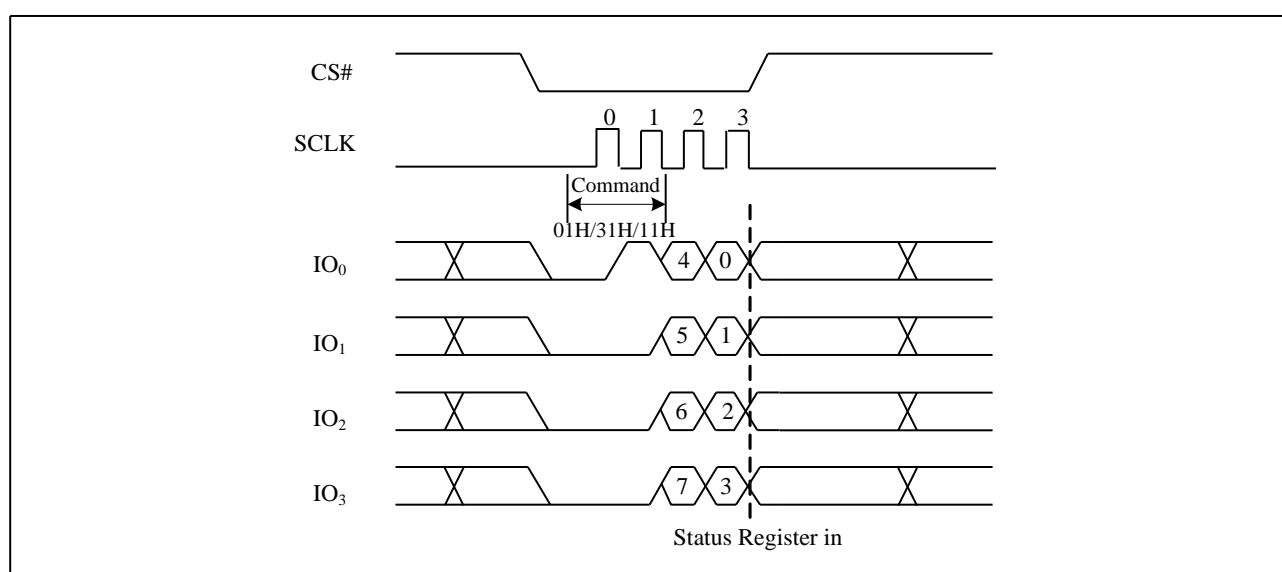 CS#
0 1 2 3
SCLK
Command
01H/31H/11H
IO₀ 4 0
IO₁ 5 1
IO₂ 6 2
IO₃ 7 3
Status Register in